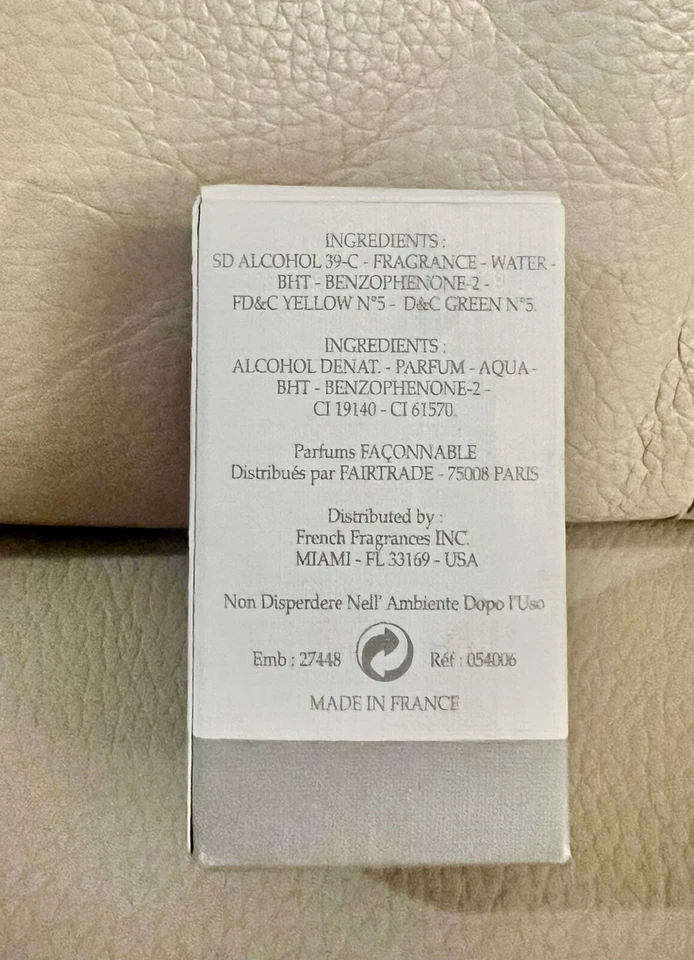 INGREDIENTS :
SD ALCOHOL 39-C - FRAGRANCE - WATER -
BHT - BENZOPHENONE-2 -
FD&C YELLOW N°5 - D&C GREEN N°5.
INGREDIENTS :
ALCOHOL DENAT. - PARFUM - AQUA -
BHT - BENZOPHENONE-2 -
CI 19140 - CI 61570.
Parfums FAÇONNABLE
Distribués par FAIRTRADE - 75008 PARIS
Distributed by :
French Fragrances INC.
MIAMI - FL 33169 - USA
Non Disperdere Nell' Ambiente Dopo l'Uso
Emb : 27448 Réf : 054006
MADE IN FRANCE